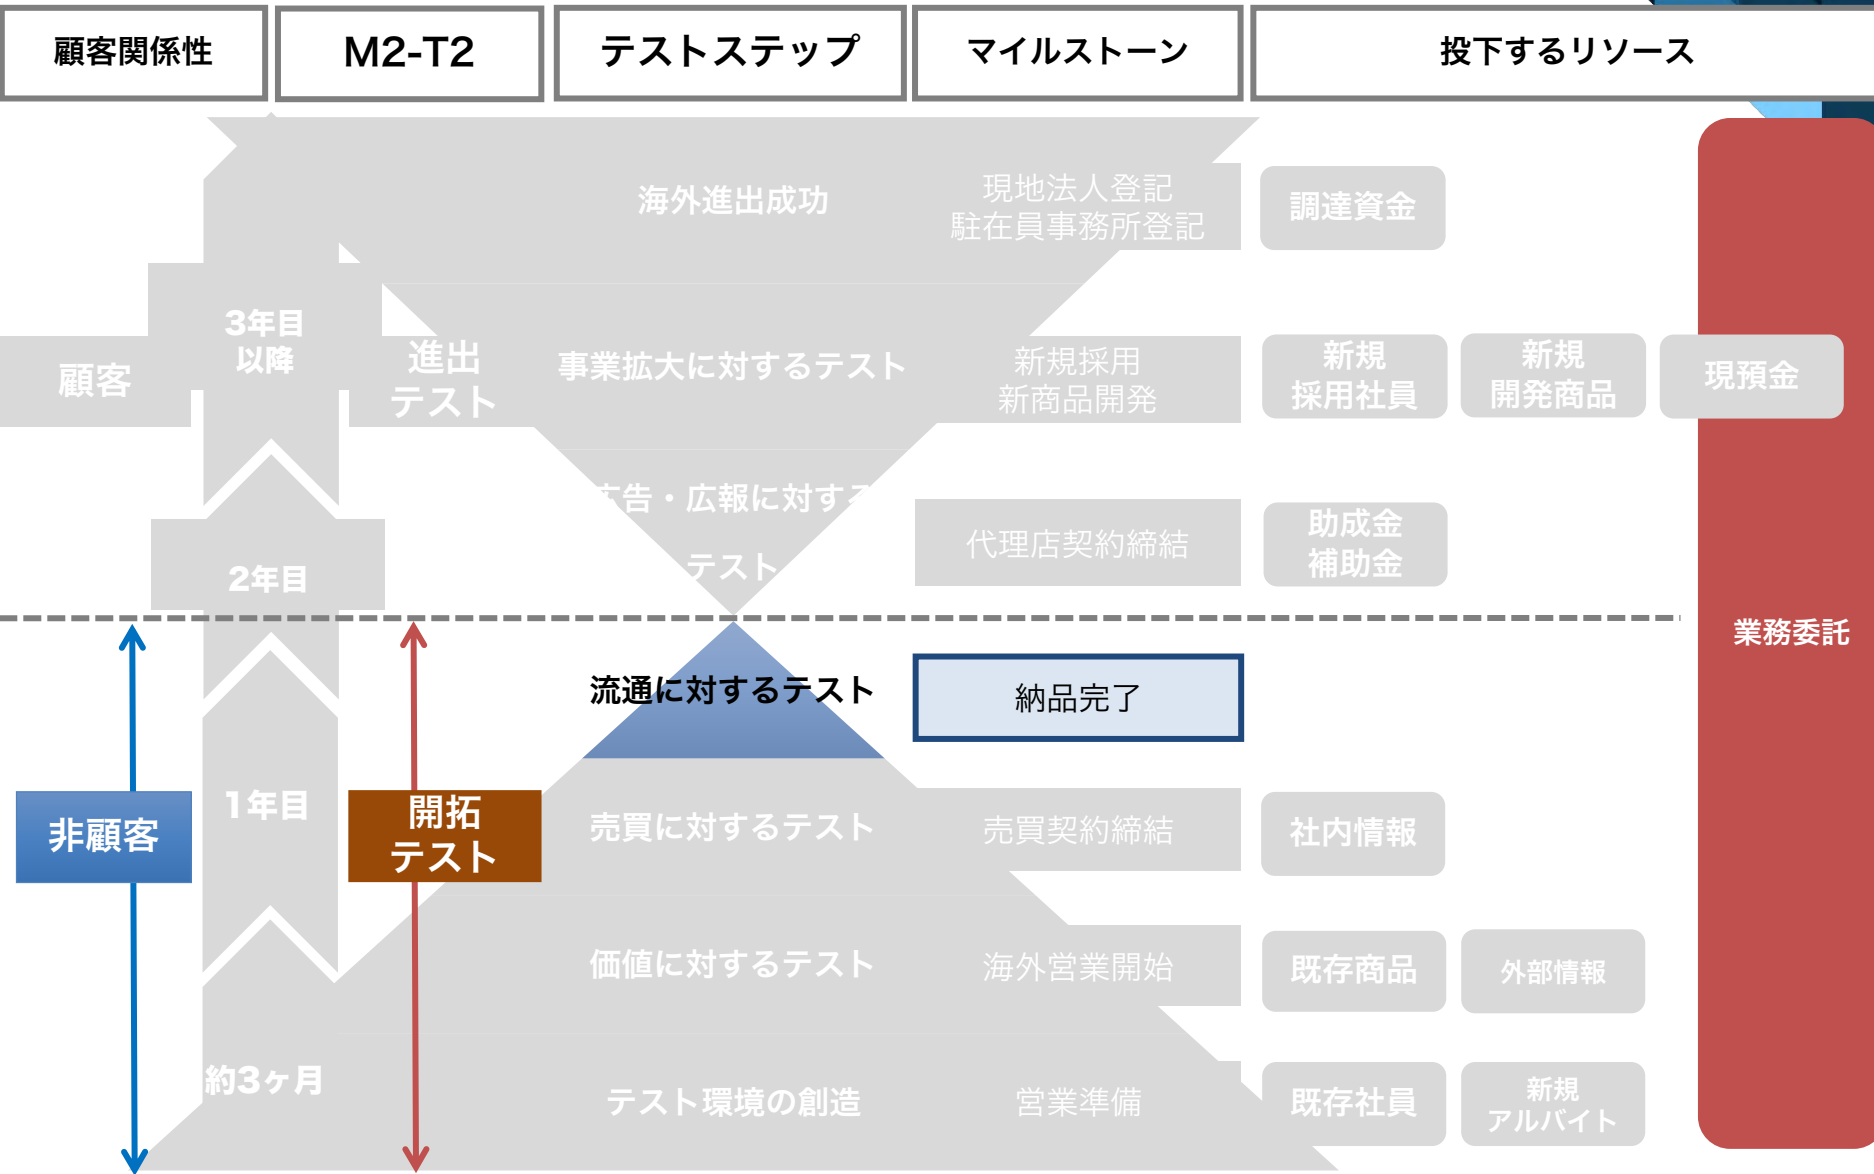 顧客関係性
M2-T2
テストステップ
マイルストーン
投下するリソース
海外進出成功
現地法人登記
駐在員事務所登記
調達資金
3年目
以降
顧客
進出
テスト
事業拡大に対するテスト
新規採用
新商品開発
新規
採用社員
新規
開発商品
現預金
広告・広報に対する
テスト
代理店契約締結
助成金
補助金
2年目
業務委託
流通に対するテスト
納品完了
1年目
非顧客
開拓
テスト
売買に対するテスト
売買契約締結
社内情報
価値に対するテスト
海外営業開始
既存商品
外部情報
約3ヶ月
テスト環境の創造
営業準備
既存社員
新規
アルバイト